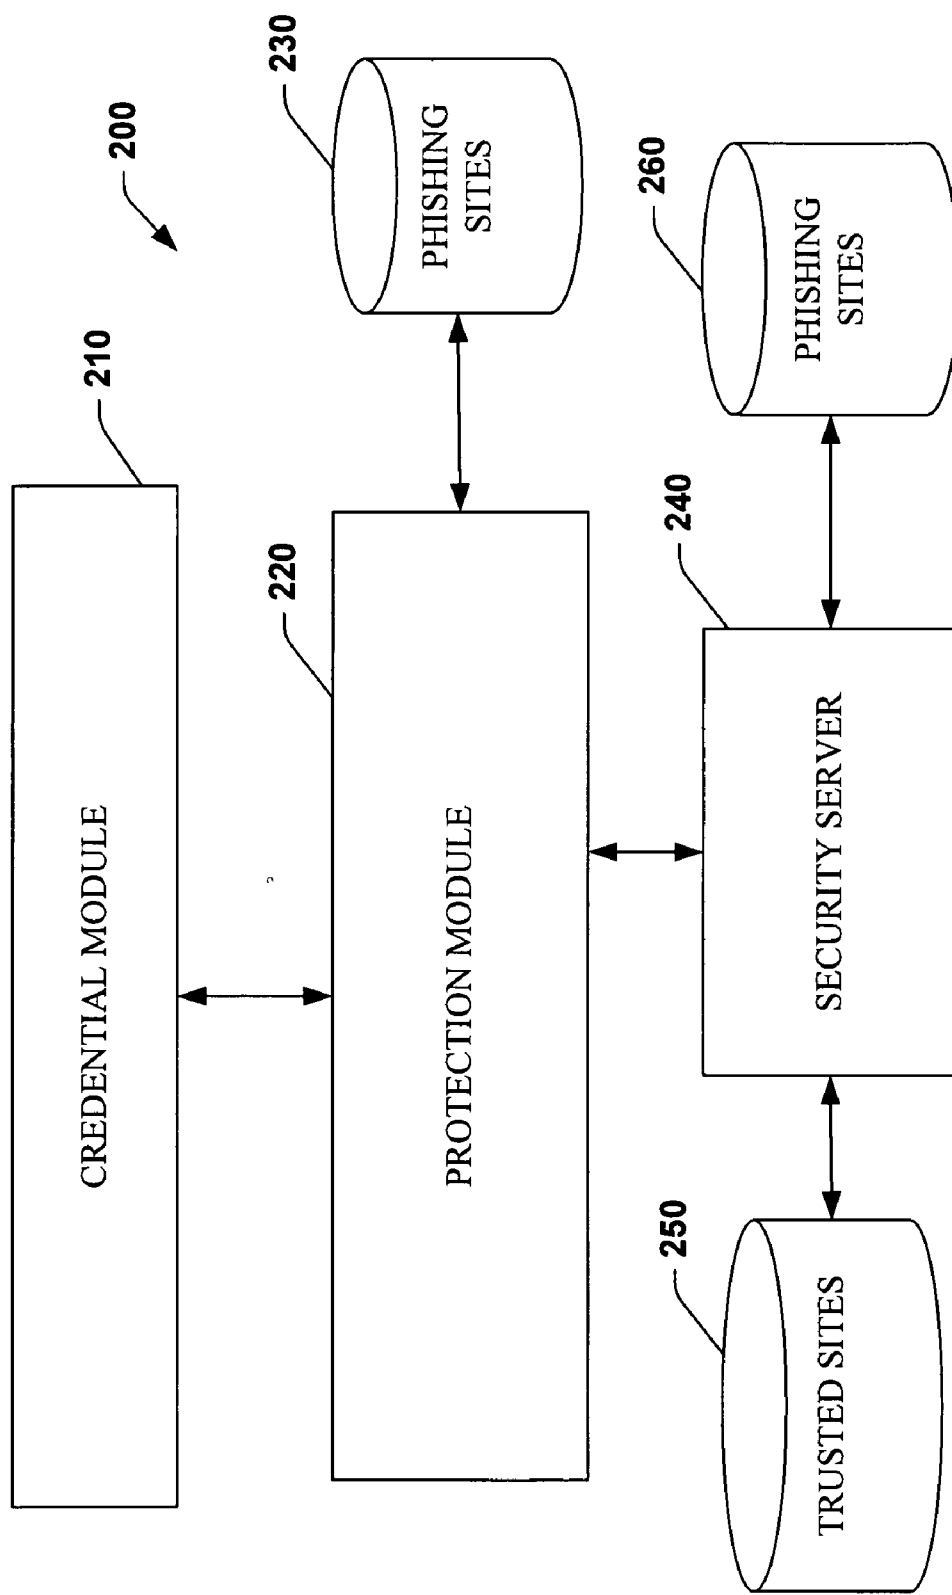 200
210
CREDENTIAL MODULE
220
PROTECTION MODULE
230
PHISHING
SITES
240
SECURITY SERVER
250
TRUSTED SITES
260
PHISHING
SITES